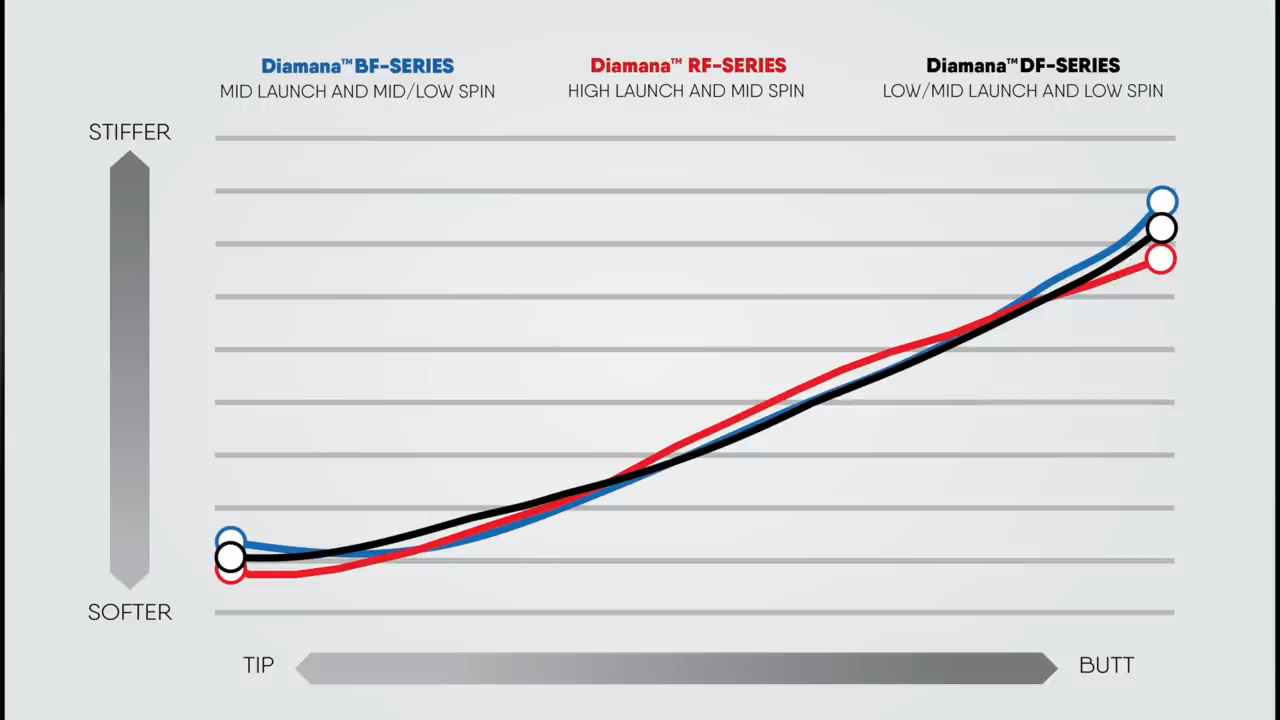 Diamana™ BF-SERIES
MID LAUNCH AND MID/LOW SPIN
Diamana™ RF-SERIES
HIGH LAUNCH AND MID SPIN
Diamana™ DF-SERIES
LOW/MID LAUNCH AND LOW SPIN
STIFFER
SOFTER
TIP
BUTT